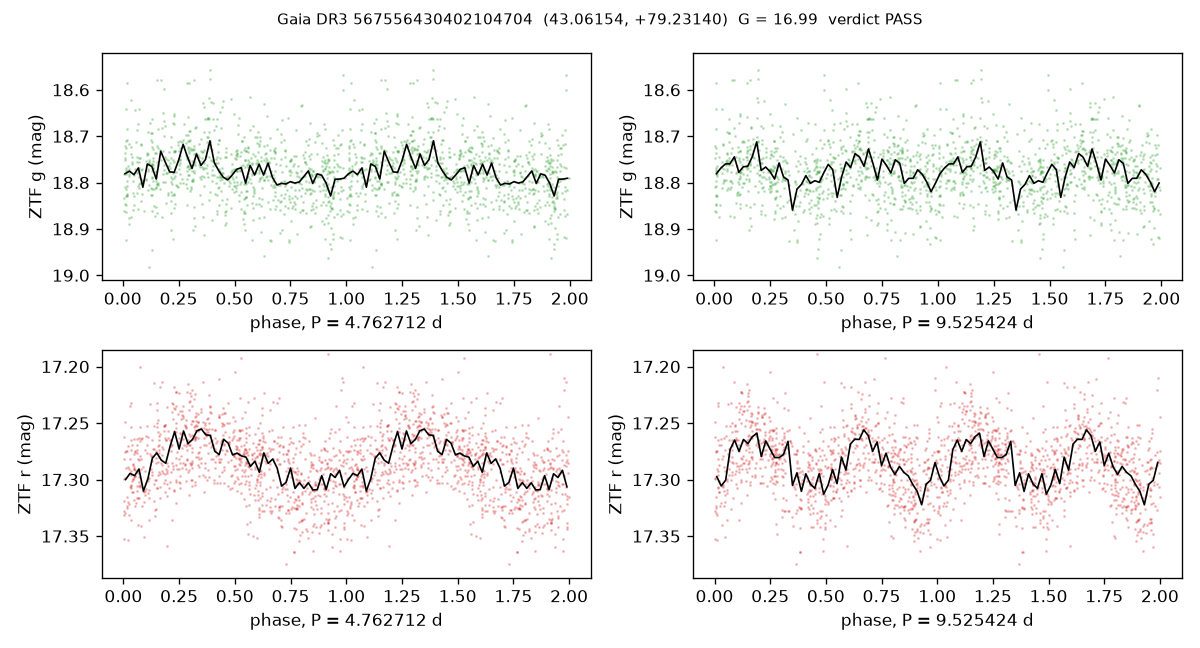 Gaia DR3 567556430402104704  (43.06154, +79.23140)  G = 16.99  verdict PASS
ZTF g (mag)
18.6
18.7
18.8
18.9
19.0
0.00 0.25 0.50 0.75 1.00 1.25 1.50 1.75 2.00
phase, P = 4.762712 d
ZTF g (mag)
18.6
18.7
18.8
18.9
19.0
0.00 0.25 0.50 0.75 1.00 1.25 1.50 1.75 2.00
phase, P = 9.525424 d
ZTF r (mag)
17.20
17.25
17.30
17.35
0.00 0.25 0.50 0.75 1.00 1.25 1.50 1.75 2.00
phase, P = 4.762712 d
ZTF r (mag)
17.20
17.25
17.30
17.35
0.00 0.25 0.50 0.75 1.00 1.25 1.50 1.75 2.00
phase, P = 9.525424 d